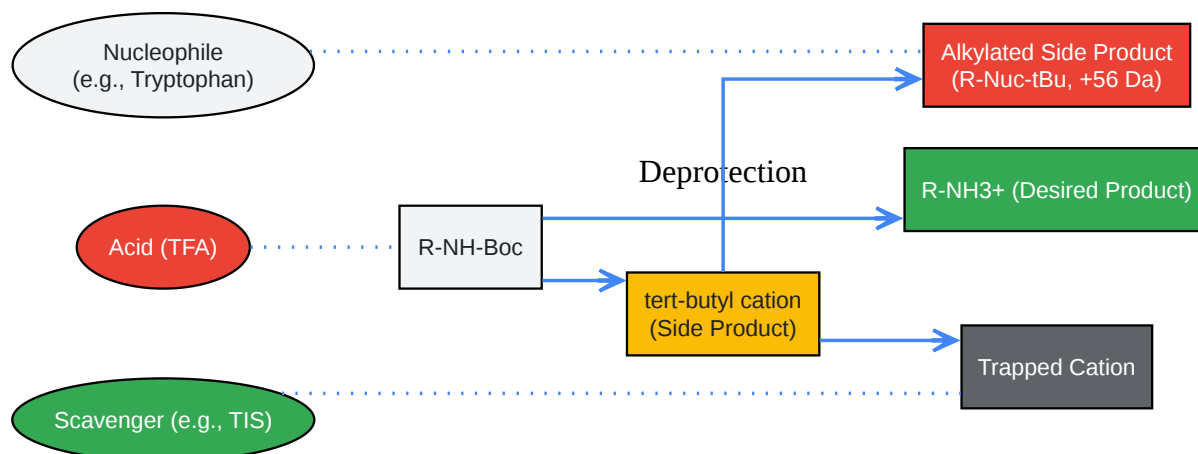 Nucleophile
(e.g., Tryptophan)
Alkylated Side Product
(R-Nuc-tBu, +56 Da)
Deprotection
R-NH3+ (Desired Product)
Acid (TFA)
R-NH-Boc
tert-butyl cation
(Side Product)
Trapped Cation
Scavenger (e.g., TIS)